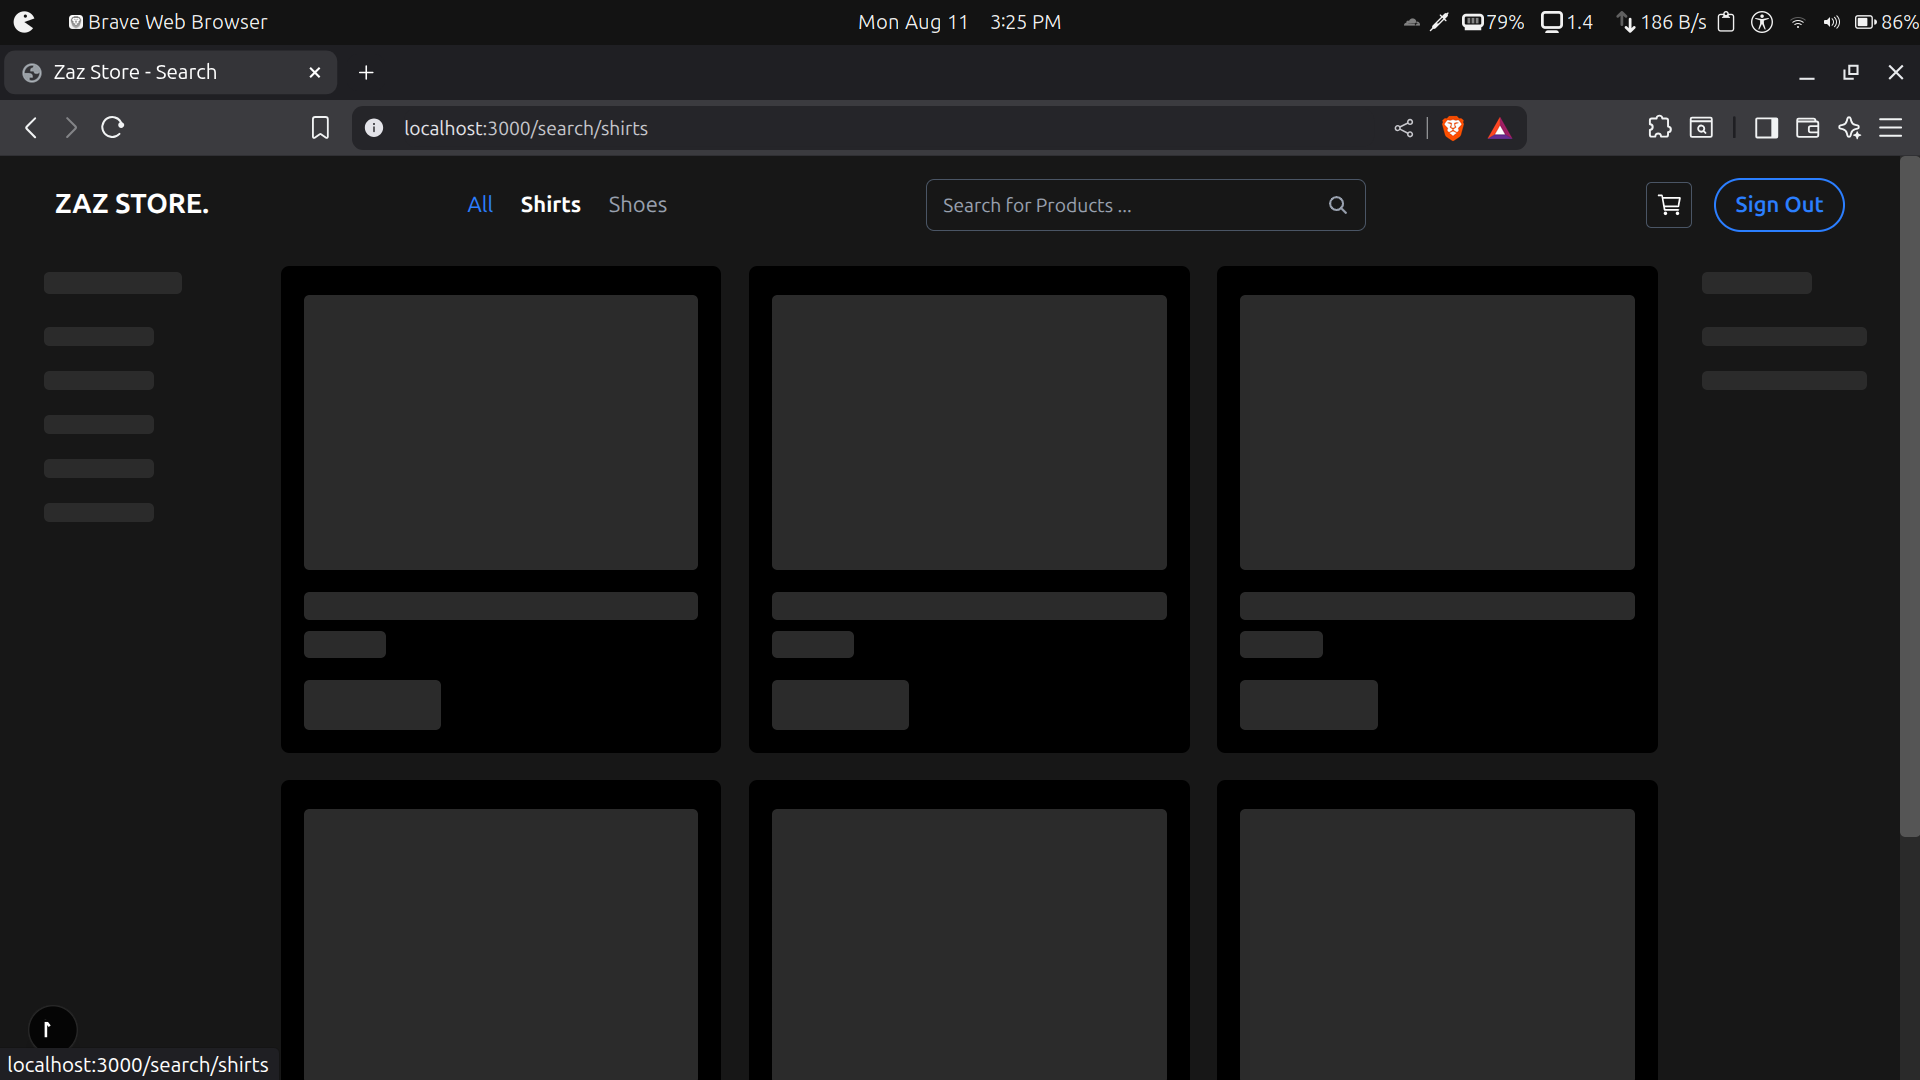 Brave Web Browser
Mon Aug 11 3:25 PM
79% 1.4 186 B/s 86%
Zaz Store - Search
localhost:3000/search/shirts
ZAZ STORE.
All Shirts Shoes
Search for Products ...
Sign Out
localhost:3000/search/shirts